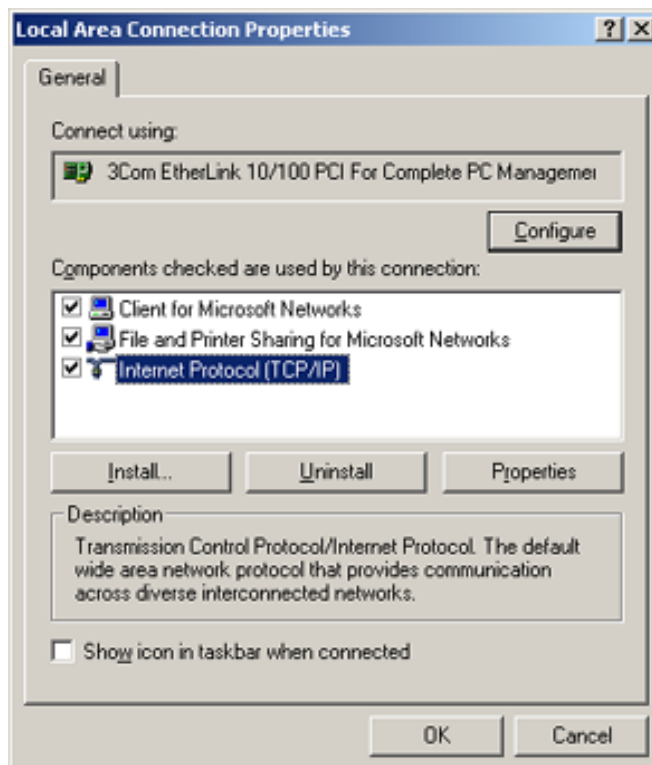 Local Area Connection Properties
General
Connect using:
3Com EtherLink 10/100 PCI For Complete PC Managemer
Configure
Components checked are used by this connection:
Client for Microsoft Networks
File and Printer Sharing for Microsoft Networks
Internet Protocol (TCP/IP)
Install... Uninstall Properties
Description
Transmission Control Protocol/Internet Protocol. The default
wide area network protocol that provides communication
across diverse interconnected networks.
Show icon in taskbar when connected
OK Cancel